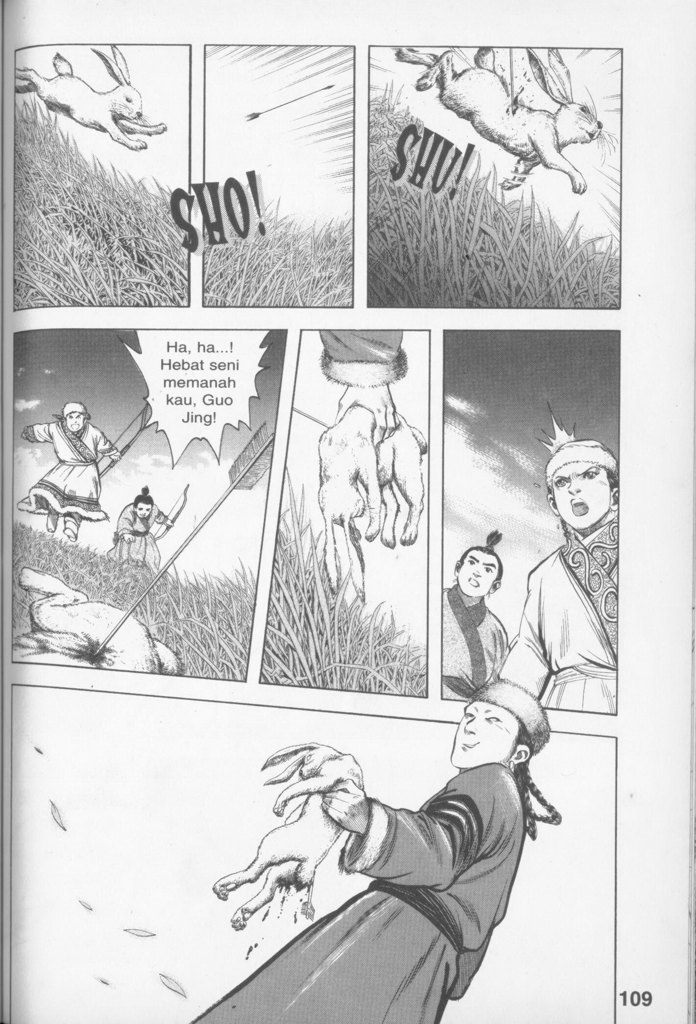 SHO!
SHU!
Ha, ha...!
Hebat seni
memanah
kau, Guo
Jing!
109